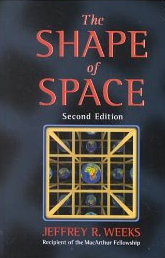 The
SHAPE
of
SPACE
Second Edition
JEFFREY R. WEEKS
Recipient of the MacArthur Fellowship